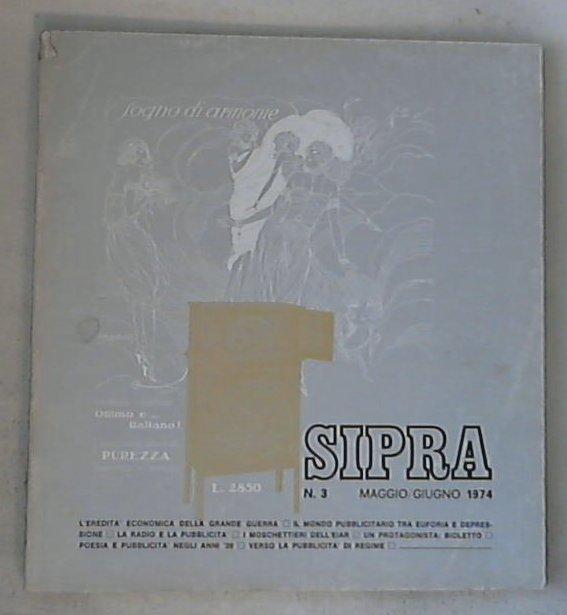 Sogno di armonie
Ottimo e...
Italiano!
PUREZZA
L. 2850
SIPRA
N. 3 MAGGIO/GIUGNO 1974
L'EREDITA' ECONOMICA DELLA GRANDE GUERRA □ IL MONDO PUBBLICITARIO TRA EUFORIA E DEPRES-
SIONE □ LA RADIO E LA PUBBLICITA' □ I MOSCHETTIERI DELL'EIAR □ UN PROTAGONISTA: BIOLETTO □
POESIA E PUBBLICITA' NEGLI ANNI '20 □ VERSO LA PUBBLICITA' DI REGIME □